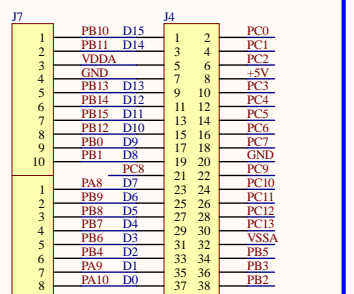 J7 J4
1 PB10 D15 1 2 PC0
2 PB11 D14 3 4 PC1
3 VDDA 5 6 PC2
4 GND 7 8 +5V
5 PB13 D13 9 10 PC3
6 PB14 D12 11 12 PC4
7 PB15 D11 13 14 PC5
8 PB12 D10 15 16 PC6
9 PB0 D9 17 18 PC7
10 PB1 D8 19 20 GND
PC8 21 22 PC9
1 PA8 D7 23 24 PC10
2 PB9 D6 25 26 PC11
3 PB8 D5 27 28 PC12
4 PB7 D4 29 30 PC13
5 PB6 D3 31 32 VSSA
6 PB4 D2 33 34 PB5
7 PA9 D1 35 36 PB3
8 PA10 D0 37 38 PB2